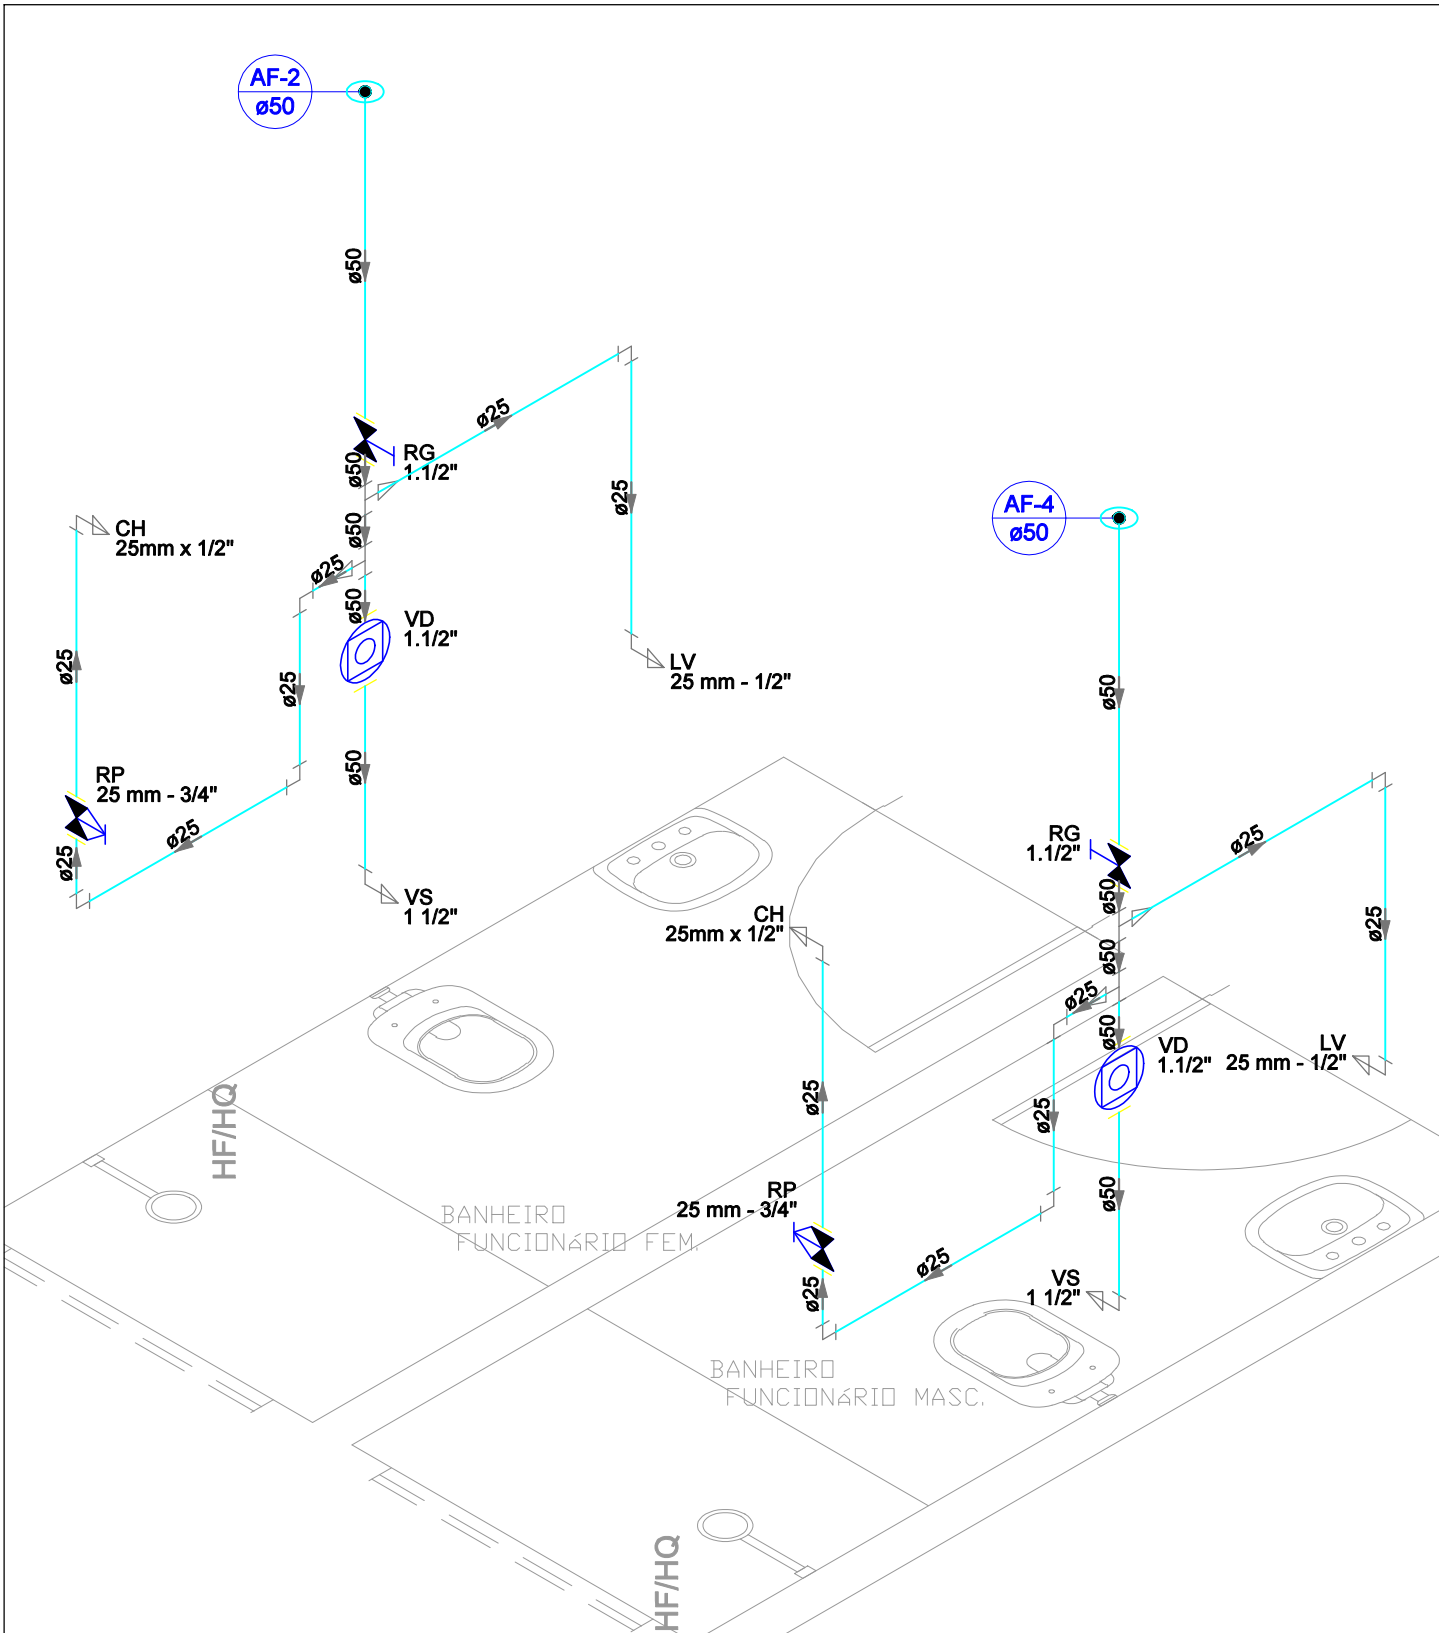 AF-2
ø50
ø50
ø25
RG
1.1/2"
ø50
ø25
CH
25mm x 1/2"
ø50
ø25
ø50
VD
1.1/2"
ø25
ø25
LV
25 mm - 1/2"
ø50
RP
25 mm - 3/4"
ø25
ø25
VS
1 1/2"
AF-4
ø50
ø50
RG
1.1/2"
ø25
ø50
CH
25mm x 1/2"
ø25
ø50
ø25
ø50
VD
1.1/2"
LV
25 mm - 1/2"
ø25
ø25
HF/HQ
RP
25 mm - 3/4"
ø50
BANHEIRO
FUNCIONáRIO FEM.
ø25
ø25
VS
1 1/2"
BANHEIRO
FUNCIONáRIO MASC.
HF/HQ